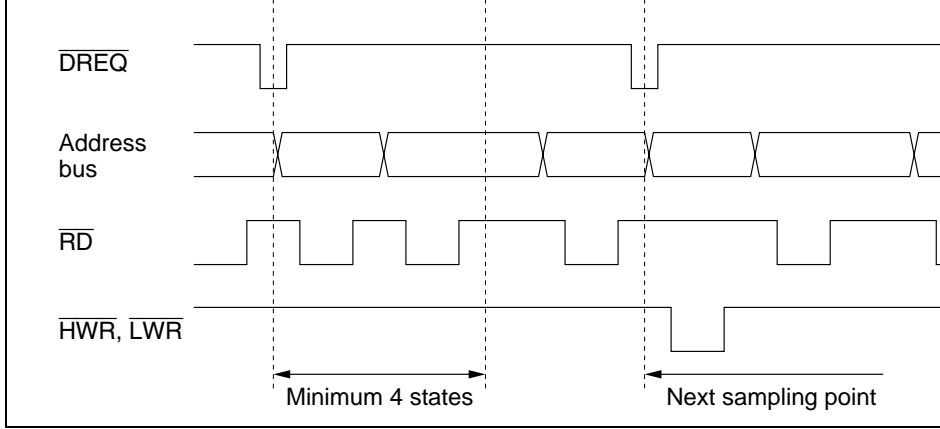 DREQ
Address
bus
RD
HWR, LWR
Minimum 4 states
Next sampling point